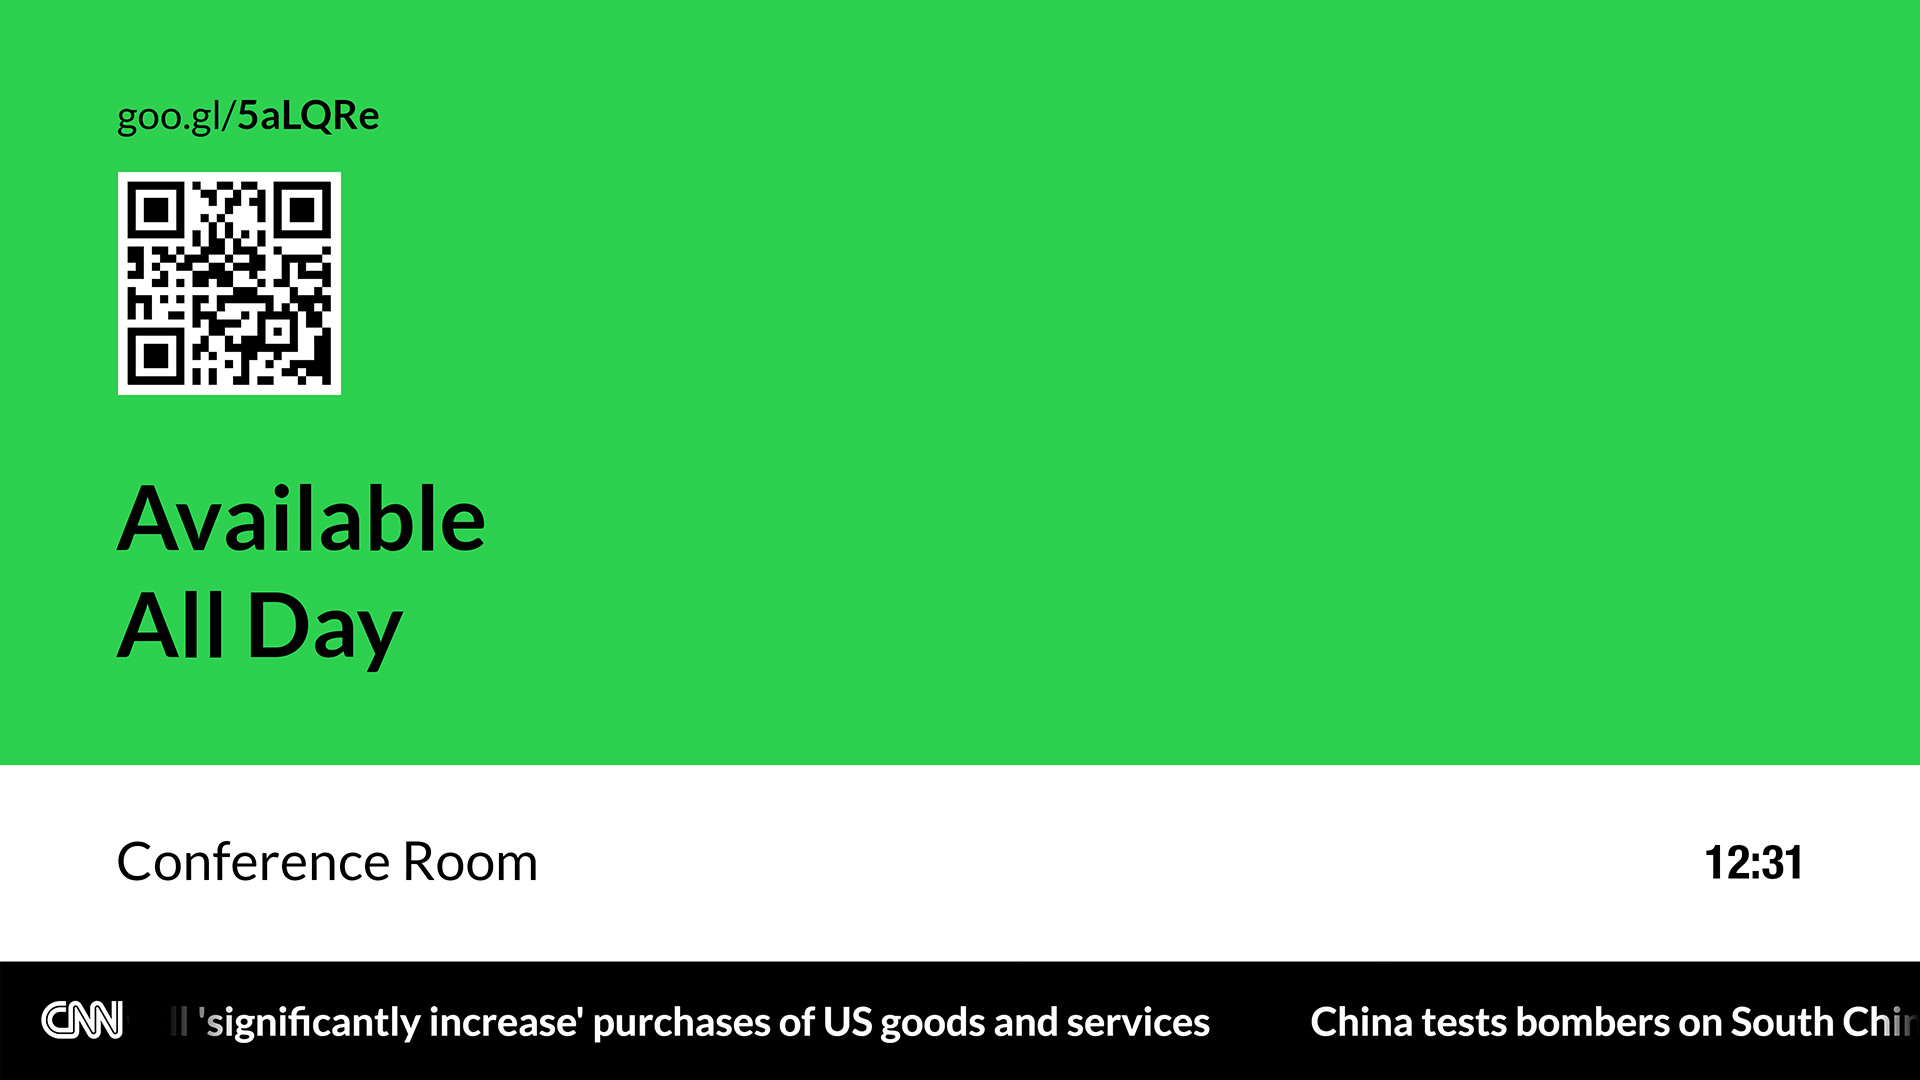 goo.gl/5aLQRe
Available
All Day
Conference Room
12:31
CNN 'significantly increase' purchases of US goods and services China tests bombers on South